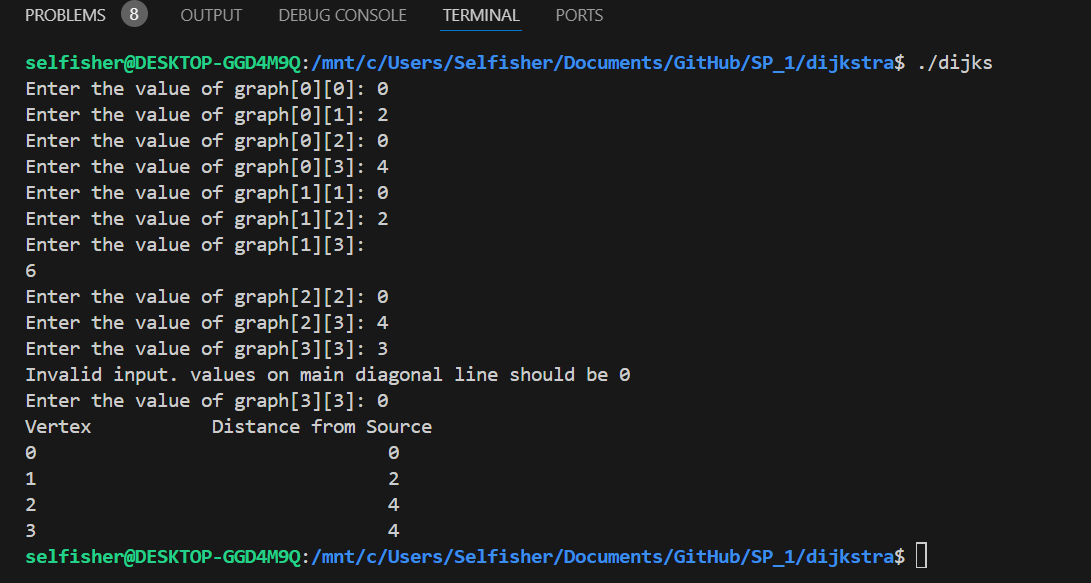 PROBLEMS 8 OUTPUT DEBUG CONSOLE TERMINAL PORTS
selfisher@DESKTOP-GGD4M9Q:/mnt/c/Users/Selfisher/Documents/GitHub/SP_1/dijkstra$ ./dijks
Enter the value of graph[0][0]: 0
Enter the value of graph[0][1]: 2
Enter the value of graph[0][2]: 0
Enter the value of graph[0][3]: 4
Enter the value of graph[1][1]: 0
Enter the value of graph[1][2]: 2
Enter the value of graph[1][3]:
6
Enter the value of graph[2][2]: 0
Enter the value of graph[2][3]: 4
Enter the value of graph[3][3]: 3
Invalid input. values on main diagonal line should be 0
Enter the value of graph[3][3]: 0
Vertex           Distance from Source
0                                0
1                                2
2                                4
3                                4
selfisher@DESKTOP-GGD4M9Q:/mnt/c/Users/Selfisher/Documents/GitHub/SP_1/dijkstra$